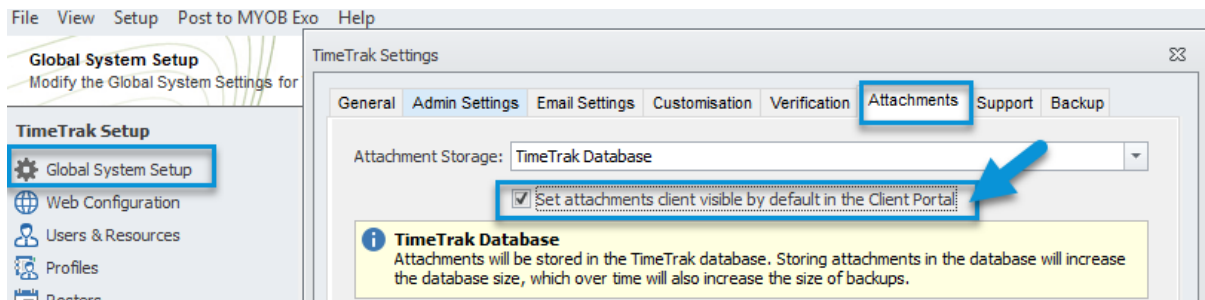 File View Setup Post to MYOB Exo Help
Global System Setup
Modify the Global System Settings for
TimeTrak Setup
Global System Setup
Web Configuration
Users & Resources
Profiles
TimeTrak Settings
General Admin Settings Email Settings Customisation Verification Attachments Support Backup
Attachment Storage: TimeTrak Database
Set attachments client visible by default in the Client Portal
TimeTrak Database
Attachments will be stored in the TimeTrak database. Storing attachments in the database will increase
the database size, which over time will also increase the size of backups.